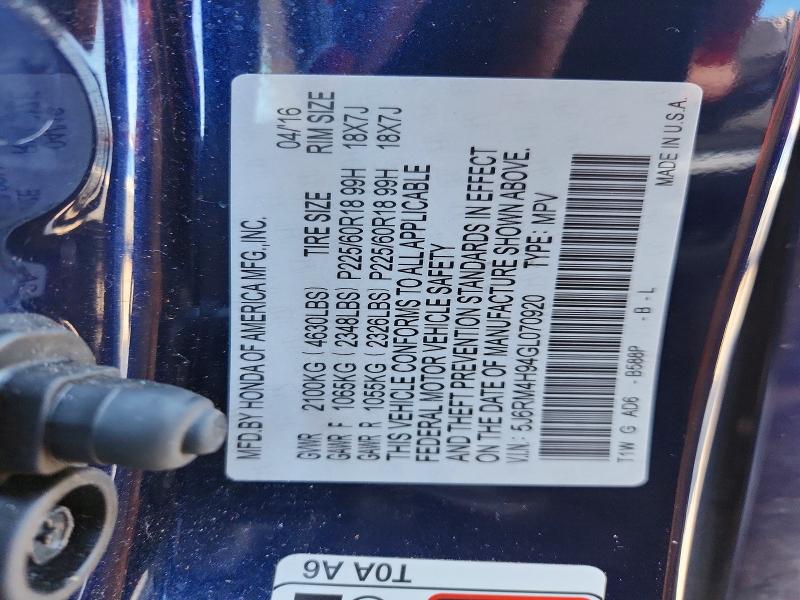 MFD.BY HONDA OF AMERICA MFG.,INC.
04/16
GVWR 2100KG ( 4630LBS) TIRE SIZE RIM SIZE
GAWR F 1065KG ( 2348LBS) P225/60R18 99H 18X7J
GAWR R 1055KG ( 2326LBS) P225/60R18 99H 18X7J
THIS VEHICLE CONFORMS TO ALL APPLICABLE
FEDERAL MOTOR VEHICLE SAFETY
AND THEFT PREVENTION STANDARDS IN EFFECT
ON THE DATE OF MANUFACTURE SHOWN ABOVE.
V.I.N.: 5J6RM4H94GL070920 TYPE: MPV
T1W G A06 -B588P -B-L
MADE IN U.S.A.
T0A A6